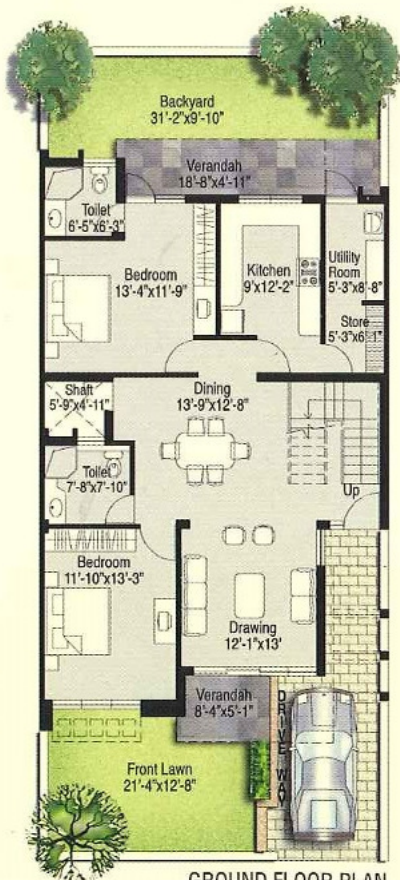 Backyard
31'-2"x9'-10"
Verandah
18'-8"x4'-11"
Toilet
6'-5"x6'-3"
Bedroom
13'-4"x11'-9"
Kitchen
9'x12'-2"
Utility
Room
5'-3"x8'-8"
Store
5'-3"x6'-1"
Shaft
5'-9"x4'-11"
Dining
13'-9"x12'-8"
Toilet
7'-8"x7'-10"
Up
Bedroom
11'-10"x13'-3"
Drawing
12'-1"x13'
Verandah
8'-4"x5'-1"
DRIVE WAY
Front Lawn
21'-4"x12'-8"
GROUND FLOOR PLAN